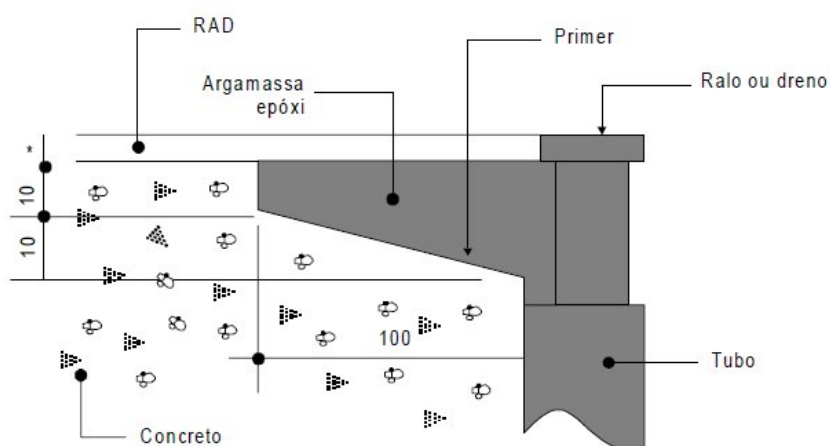 RAD
Primer
Argamassa
epóxi
Ralo ou dreno
*
10
10
100
Tubo
Concreto